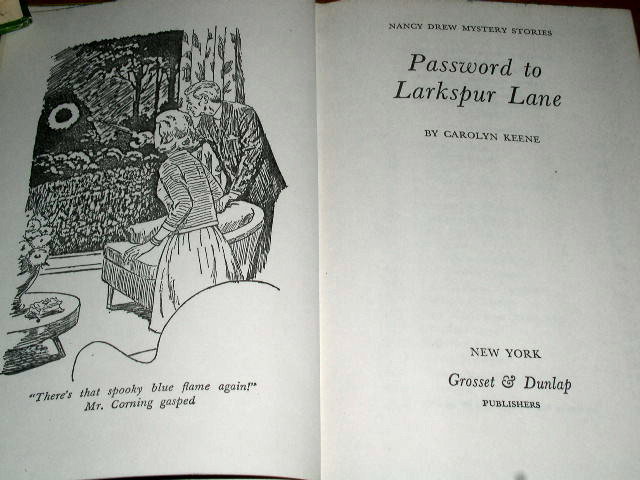 "There's that spooky blue flame again!"
Mr. Corning gasped
NANCY DREW MYSTERY STORIES
Password to
Larkspur Lane
BY CAROLYN KEENE
NEW YORK
Grosset & Dunlap
PUBLISHERS